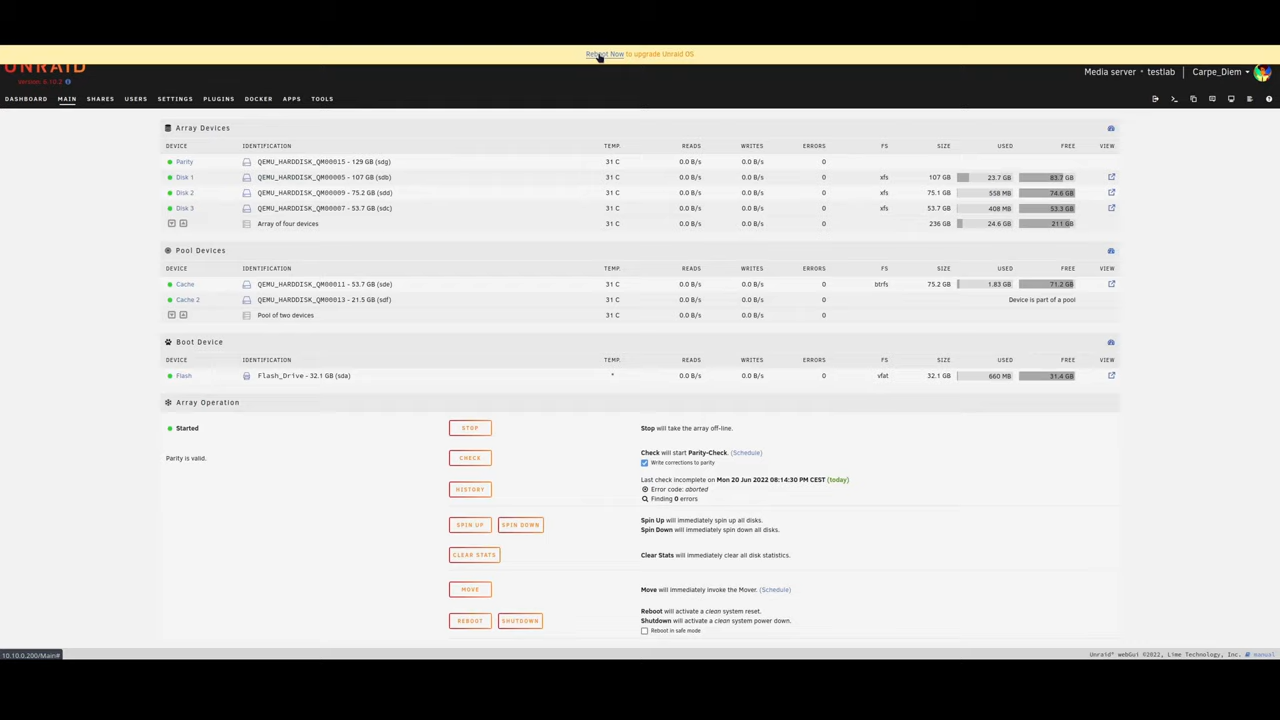 Reboot Now to upgrade Unraid OS
UNRAID
Version: 6.10.2
Media server • testlab | Carpe_Diem
DASHBOARD MAIN SHARES USERS SETTINGS PLUGINS DOCKER APPS TOOLS
Array Devices
DEVICE IDENTIFICATION TEMP. READS WRITES ERRORS FS SIZE USED FREE VIEW
Parity QEMU_HARDDISK_QM00015 - 129 GB (sdg) 31 C 0.0 B/s 0.0 B/s 0
Disk 1 QEMU_HARDDISK_QM00005 - 107 GB (sdb) 31 C 0.0 B/s 0.0 B/s 0 xfs 107 GB 23.7 GB 83.7 GB
Disk 2 QEMU_HARDDISK_QM00009 - 75.2 GB (sdd) 31 C 0.0 B/s 0.0 B/s 0 xfs 75.1 GB 558 MB 74.6 GB
Disk 3 QEMU_HARDDISK_QM00007 - 53.7 GB (sdc) 31 C 0.0 B/s 0.0 B/s 0 xfs 53.7 GB 408 MB 53.3 GB
Array of four devices 31 C 0.0 B/s 0.0 B/s 0 236 GB 24.6 GB 211 GB
Pool Devices
DEVICE IDENTIFICATION TEMP. READS WRITES ERRORS FS SIZE USED FREE VIEW
Cache QEMU_HARDDISK_QM00011 - 53.7 GB (sde) 31 C 0.0 B/s 0.0 B/s 0 btrfs 75.2 GB 1.83 GB 71.2 GB
Cache 2 QEMU_HARDDISK_QM00013 - 21.5 GB (sdf) 31 C 0.0 B/s 0.0 B/s 0 Device is part of a pool
Pool of two devices 31 C 0.0 B/s 0.0 B/s 0
Boot Device
DEVICE IDENTIFICATION TEMP. READS WRITES ERRORS FS SIZE USED FREE VIEW
Flash Flash_Drive - 32.1 GB (sda) * 0.0 B/s 0.0 B/s 0 vfat 32.1 GB 660 MB 31.4 GB
Array Operation
Started STOP Stop will take the array off-line.
Parity is valid. CHECK Check will start Parity-Check. (Schedule)
Write corrections to parity
HISTORY Last check incomplete on Mon 20 Jun 2022 08:14:30 PM CEST (today)
Error code: aborted
Finding 0 errors
SPIN UP SPIN DOWN Spin Up will immediately spin up all disks.
Spin Down will immediately spin down all disks.
CLEAR STATS Clear Stats will immediately clear all disk statistics.
MOVE Move will immediately invoke the Mover. (Schedule)
REBOOT SHUTDOWN Reboot will activate a clean system reset.
Shutdown will activate a clean system power down.
Reboot in safe mode
10.10.0.200/Main#
Unraid® webGui ©2022, Lime Technology, Inc. manual